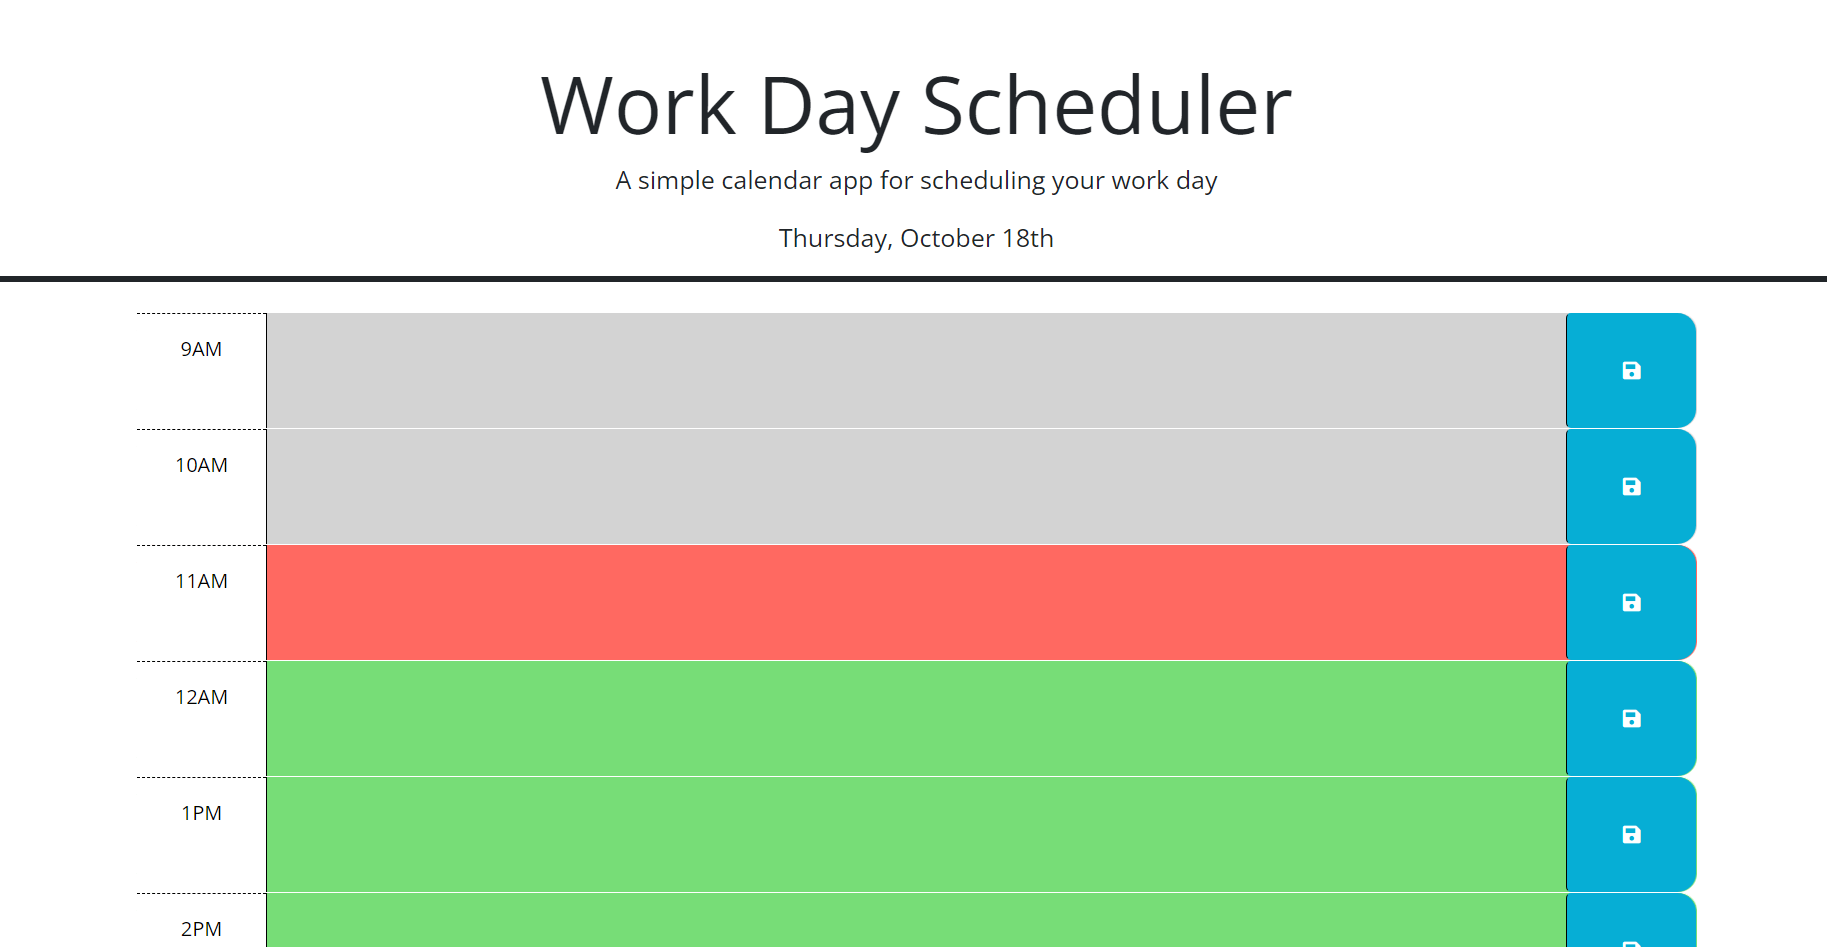 Work Day Scheduler
A simple calendar app for scheduling your work day
Thursday, October 18th
9AM
10AM
11AM
12AM
1PM
2PM